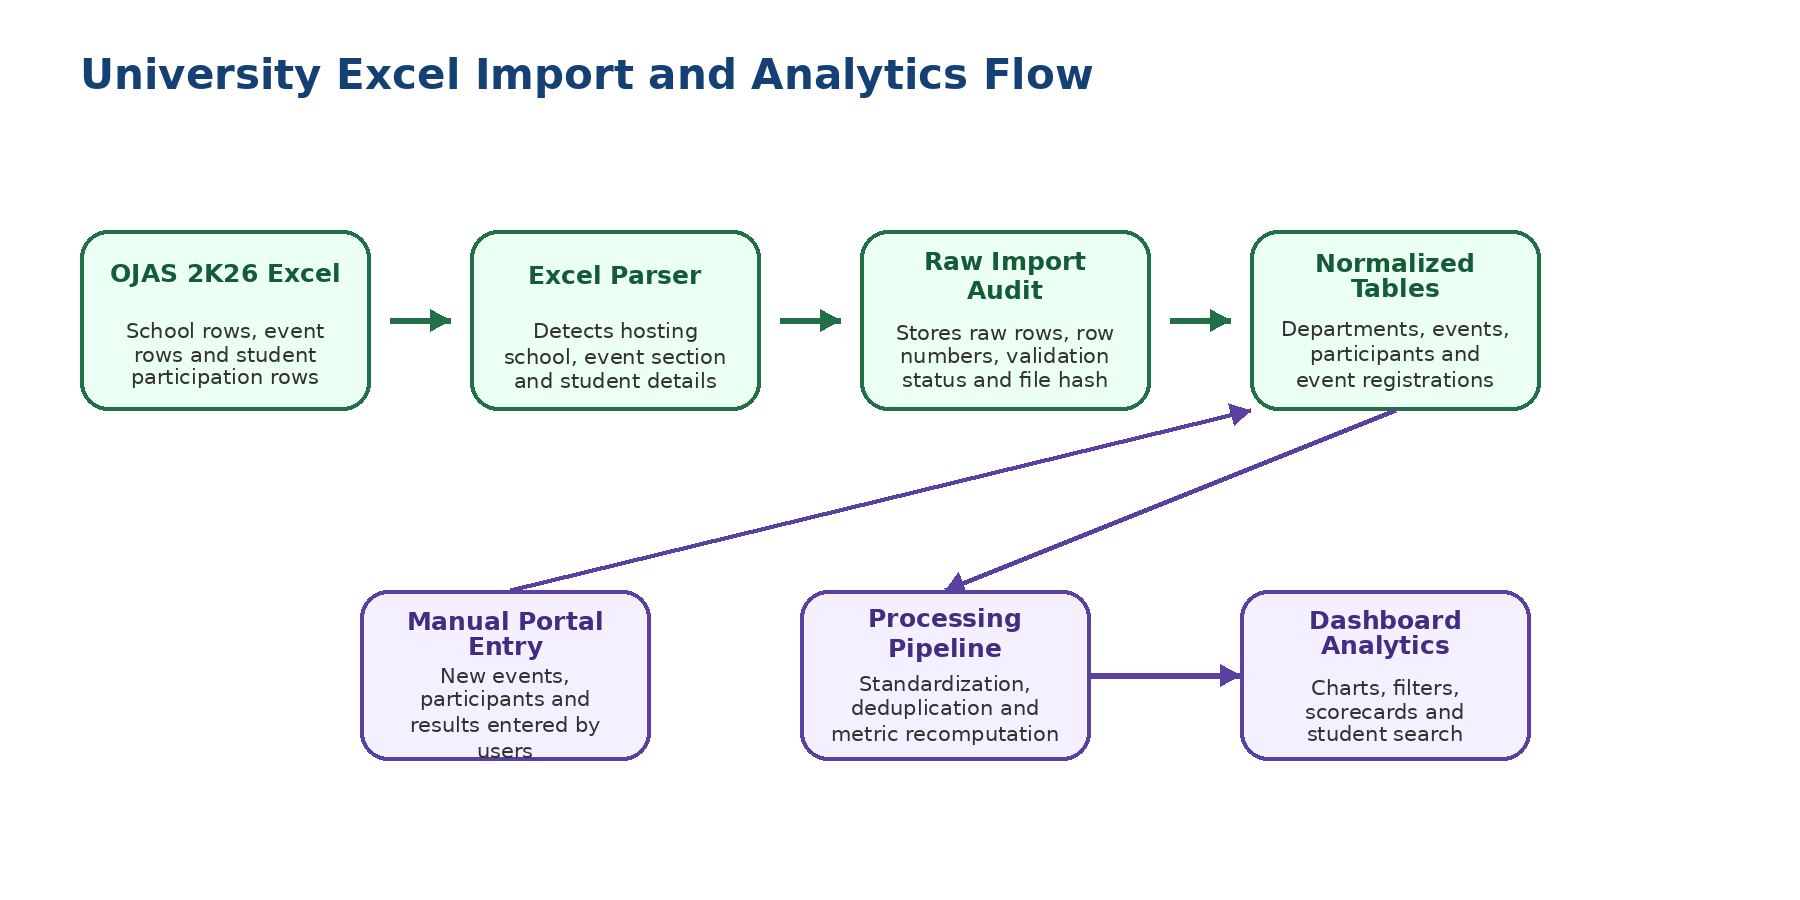 University Excel Import and Analytics Flow
OJAS 2K26 Excel
School rows, event
rows and student
participation rows
Excel Parser
Detects hosting
school, event section
and student details
Raw Import
Audit
Stores raw rows, row
numbers, validation
status and file hash
Normalized
Tables
Departments, events,
participants and
event registrations
Manual Portal
Entry
New events,
participants and
results entered by
users
Processing
Pipeline
Standardization,
deduplication and
metric recomputation
Dashboard
Analytics
Charts, filters,
scorecards and
student search